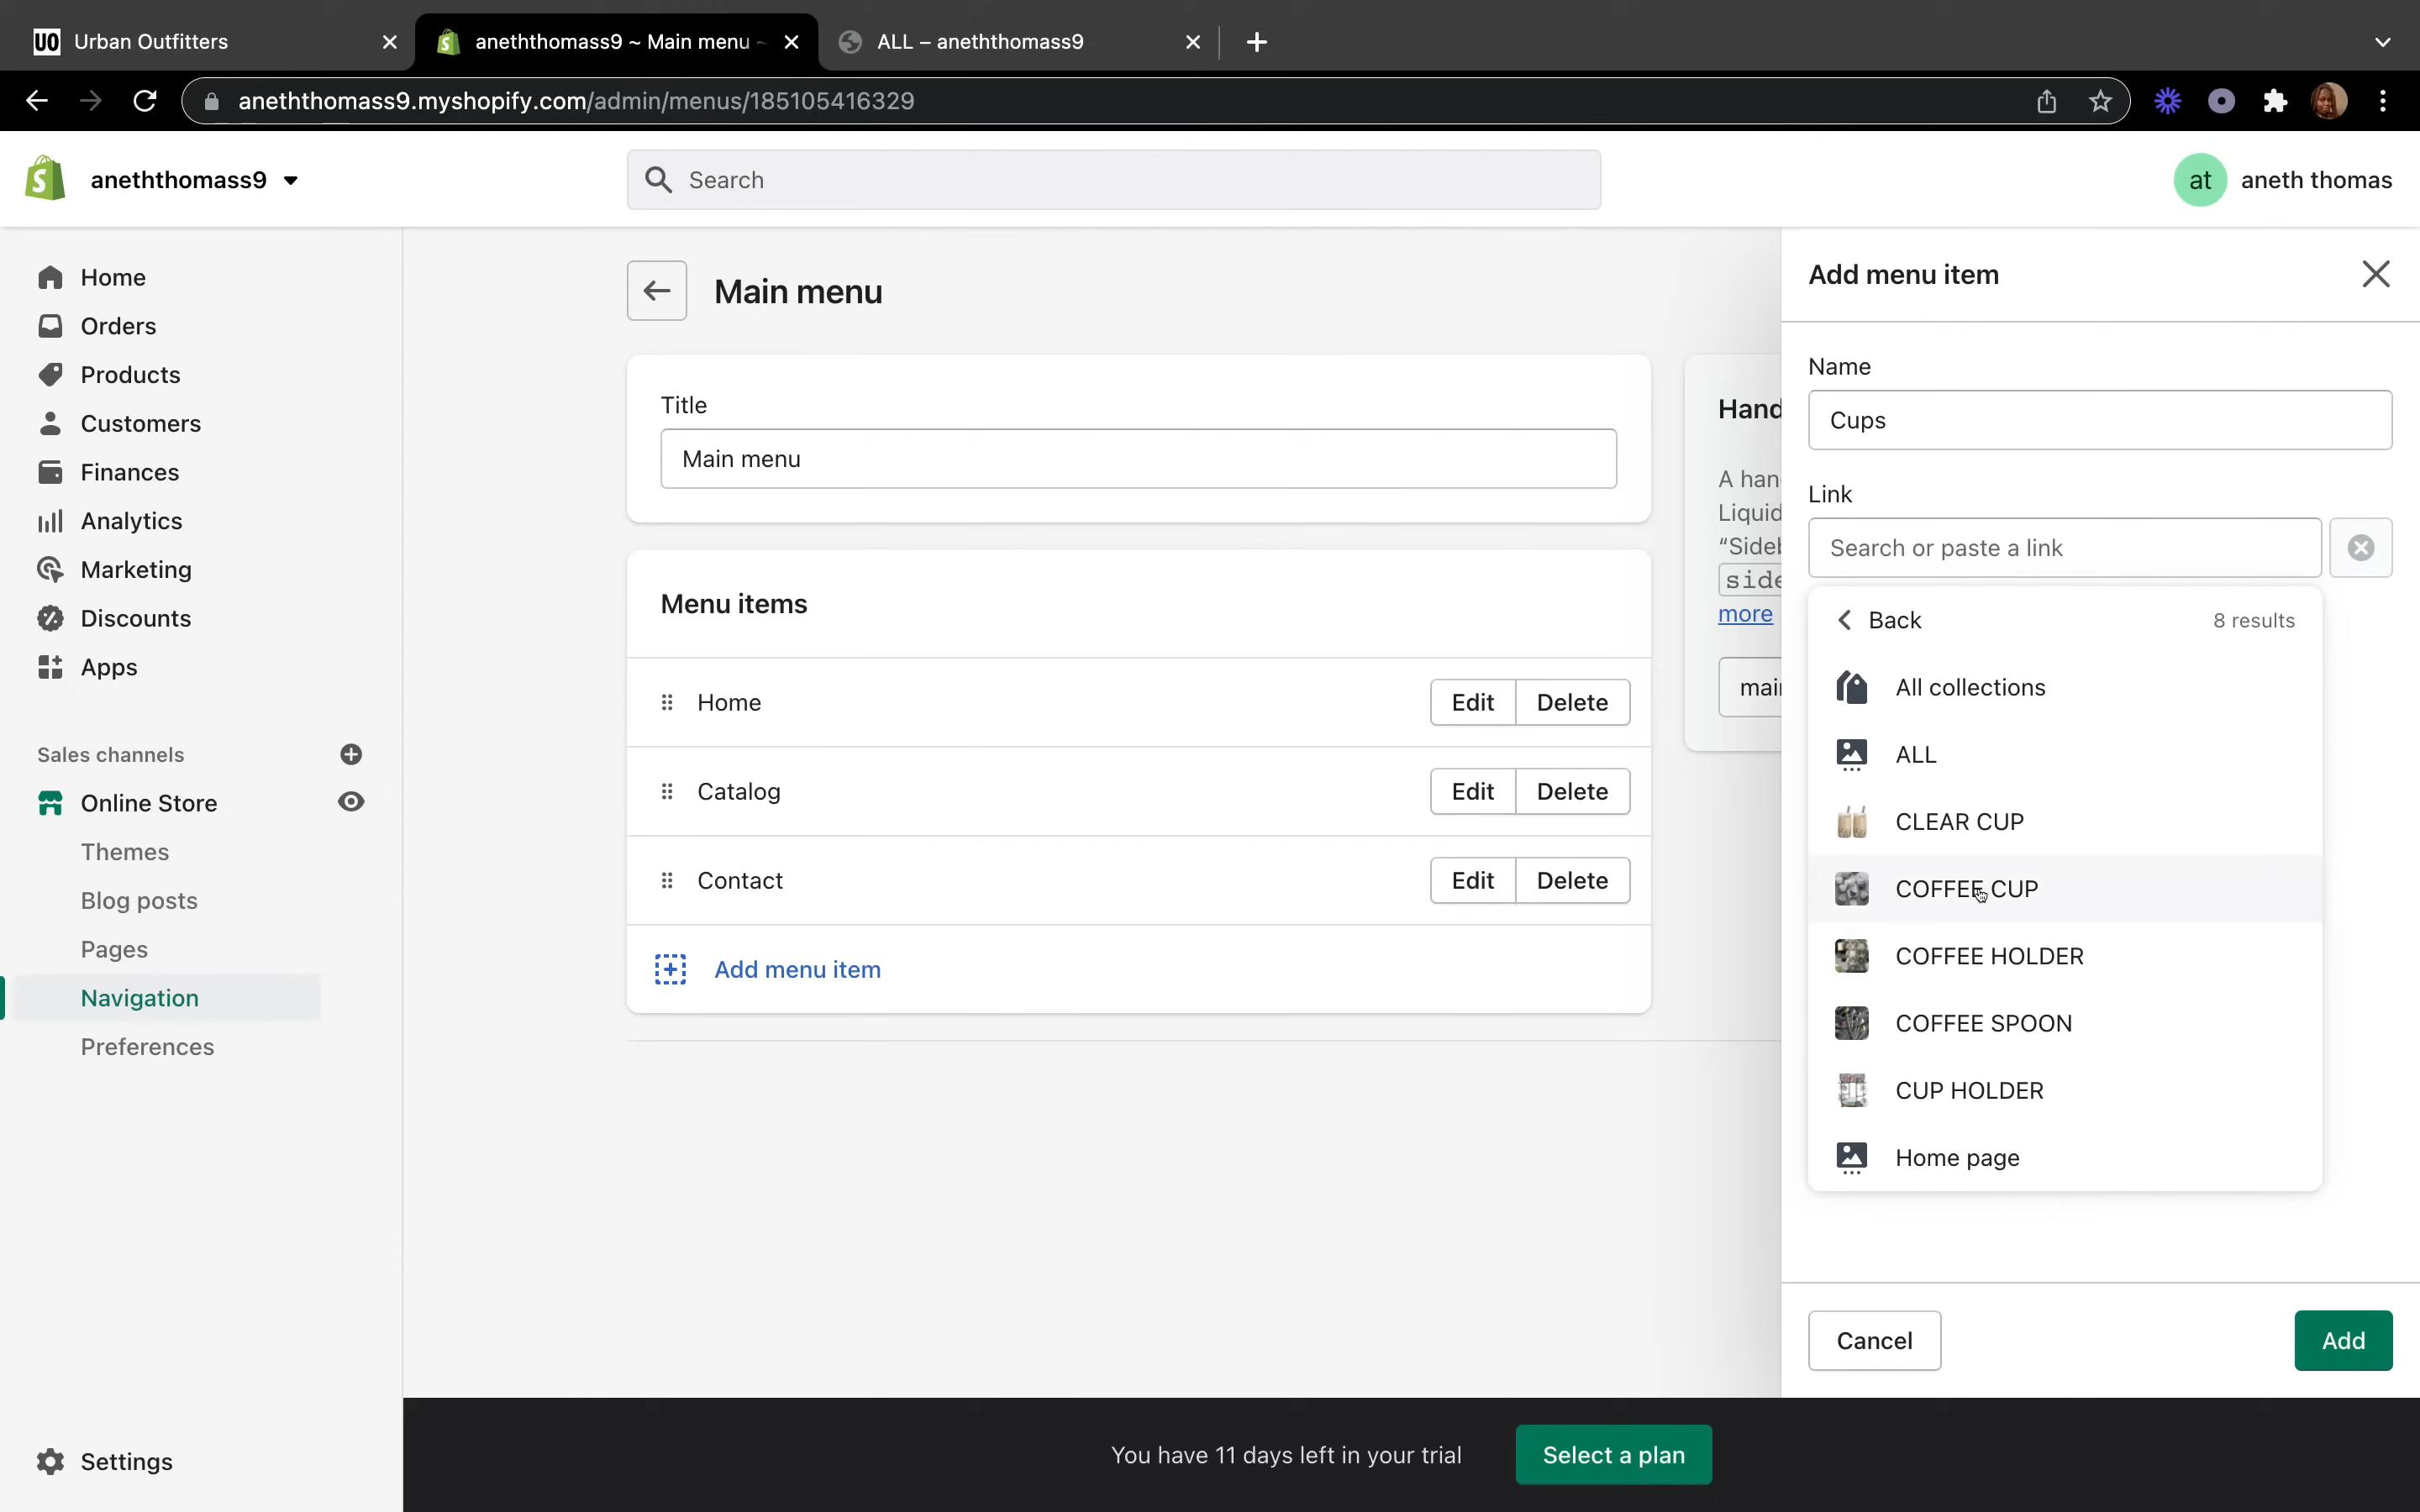 UO Urban Outfitters
aneththomass9 ~ Main menu ~
ALL – aneththomass9
aneththomass9.myshopify.com/admin/menus/185105416329
aneththomass9
Search
at aneth thomas
Home
Orders
Products
Customers
Finances
Analytics
Marketing
Discounts
Apps
Sales channels
Online Store
Themes
Blog posts
Pages
Navigation
Preferences
Settings
Main menu
Title
Main menu
Menu items
Home Edit Delete
Catalog Edit Delete
Contact Edit Delete
Add menu item
Hand
A han
Liquid
“Sideb
side
more
main
Add menu item
Name
Cups
Link
Search or paste a link
Back 8 results
All collections
ALL
CLEAR CUP
COFFEE CUP
COFFEE HOLDER
COFFEE SPOON
CUP HOLDER
Home page
Cancel Add
You have 11 days left in your trial Select a plan